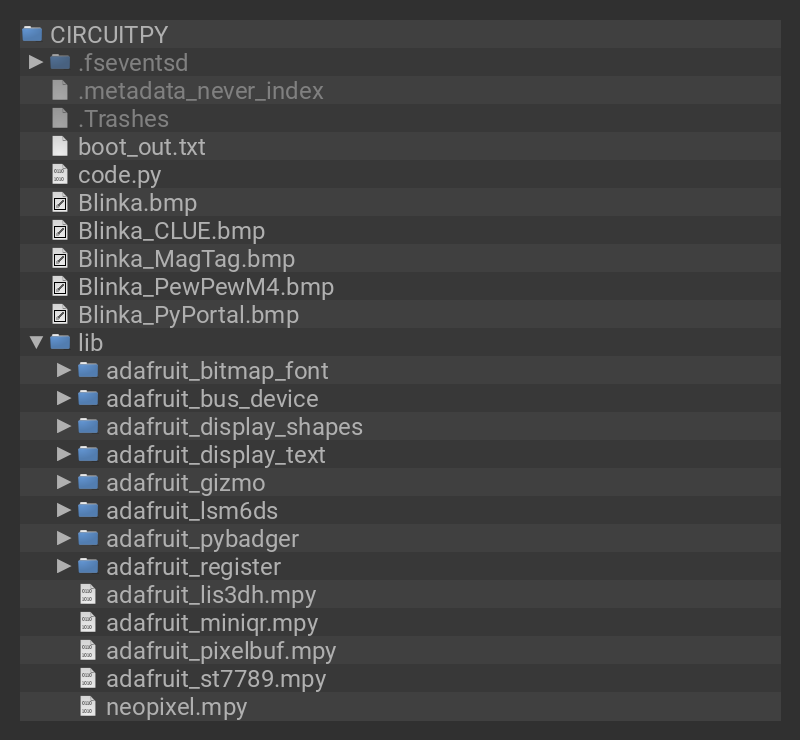 CIRCUITPY
.fseventsd
.metadata_never_index
.Trashes
boot_out.txt
code.py
Blinka.bmp
Blinka_CLUE.bmp
Blinka_MagTag.bmp
Blinka_PewPewM4.bmp
Blinka_PyPortal.bmp
lib
adafruit_bitmap_font
adafruit_bus_device
adafruit_display_shapes
adafruit_display_text
adafruit_gizmo
adafruit_lsm6ds
adafruit_pybadger
adafruit_register
adafruit_lis3dh.mpy
adafruit_miniqr.mpy
adafruit_pixelbuf.mpy
adafruit_st7789.mpy
neopixel.mpy